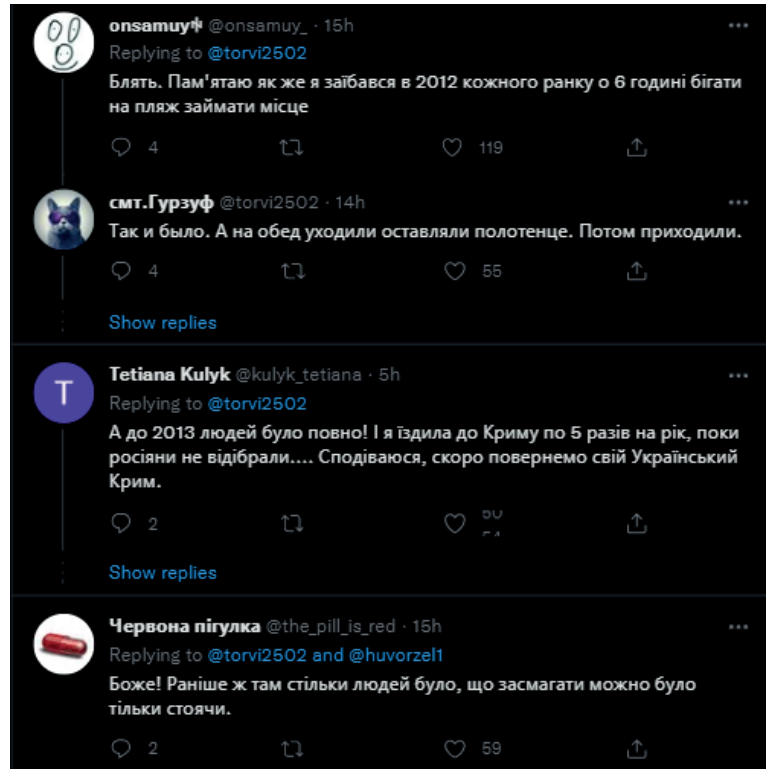 onsamuy @onsamuy_ · 15h
Replying to @torvi2502
Блять. Пам'ятаю як же я заїбався в 2012 кожного ранку о 6 годині бігати
на пляж займати місце
4 119
смт.Гурзуф @torvi2502 · 14h
Так и было. А на обед уходили оставляли полотенце. Потом приходили.
4 55
Show replies
T
Tetiana Kulyk @kulyk_tetiana · 5h
Replying to @torvi2502
А до 2013 людей було повно! І я їздила до Криму по 5 разів на рік, поки
росіяни не відібрали.... Сподіваюся, скоро повернемо свій Український
Крим.
2
Show replies
Червона пігулка @the_pill_is_red · 15h
Replying to @torvi2502 and @huvorzel1
Боже! Раніше ж там стільки людей було, що засмагати можно було
тільки стоячи.
2 59